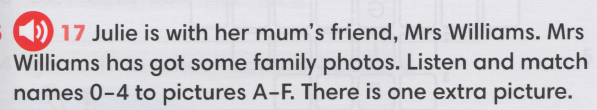 17 Julie is with her mum's friend, Mrs Williams. Mrs
Williams has got some family photos. Listen and match
names 0–4 to pictures A–F. There is one extra picture.